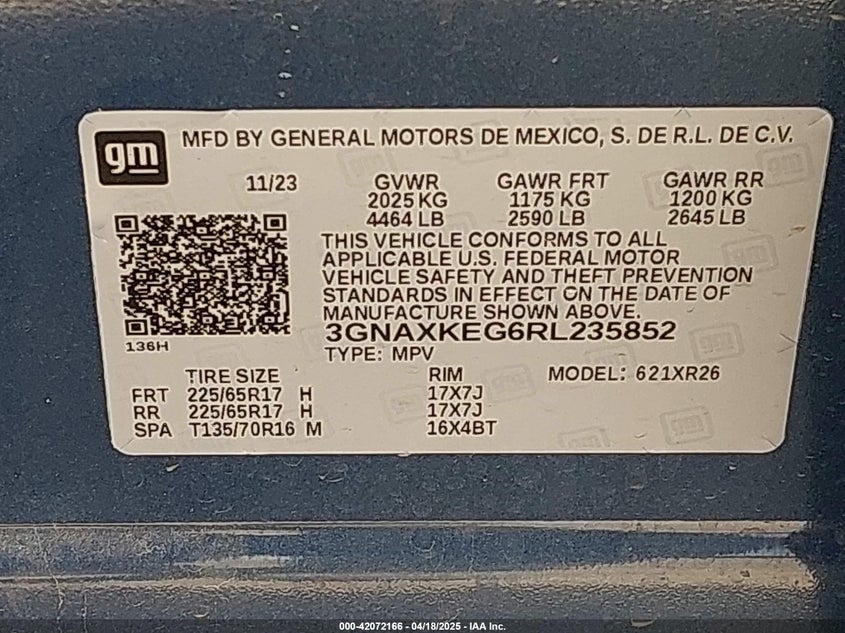 gm MFD BY GENERAL MOTORS DE MEXICO, S. DE R.L. DE C.V.
11/23 GVWR GAWR FRT GAWR RR
2025 KG 1175 KG 1200 KG
4464 LB 2590 LB 2645 LB
THIS VEHICLE CONFORMS TO ALL
APPLICABLE U.S. FEDERAL MOTOR
VEHICLE SAFETY AND THEFT PREVENTION
STANDARDS IN EFFECT ON THE DATE OF
MANUFACTURE SHOWN ABOVE.
3GNAXKEG6RL235852
136H
TYPE: MPV
TIRE SIZE RIM MODEL: 621XR26
FRT 225/65R17 H 17X7J
RR 225/65R17 H 17X7J
SPA T135/70R16 M 16X4BT
000-42072166 - 04/18/2025 - IAA Inc.